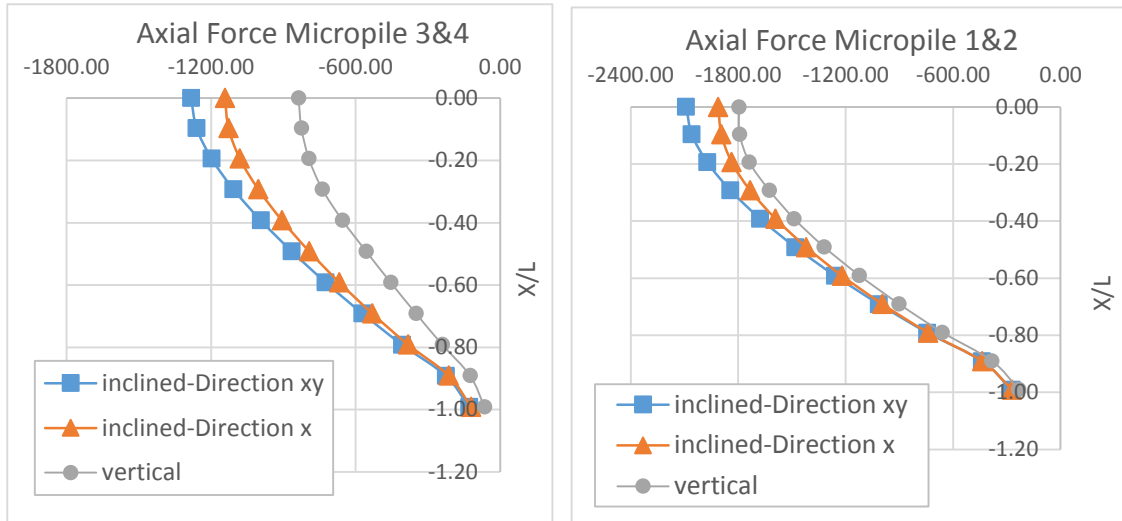 Axial Force Micropile 3&4
-1800.00 -1200.00 -600.00 0.00
0.00
-0.20
-0.40
-0.60
-0.80
-1.00
-1.20
X/L
inclined-Direction xy
inclined-Direction x
vertical
Axial Force Micropile 1&2
-2400.00 -1800.00 -1200.00 -600.00 0.00
0.00
-0.20
-0.40
-0.60
-0.80
-1.00
-1.20
X/L
inclined-Direction xy
inclined-Direction x
vertical